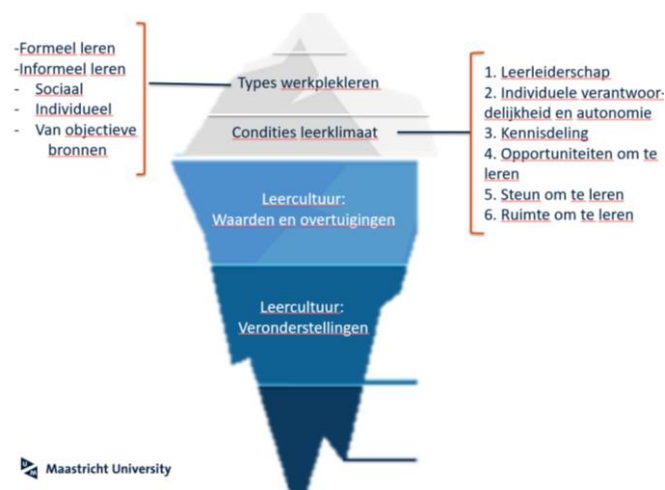 -Formeel leren
-Informeel leren
- Sociaal
- Individueel
- Van objectieve
bronnen
Types werkplekleren
Condities leerklimaat
1. Leerleiderschap
2. Individuele verantwoor-
delijkheid en autonomie
3. Kennisdeling
4. Opportuniteiten om te
leren
5. Steun om te leren
6. Ruimte om te leren
Leercultuur:
Waarden en overtuigingen
Leercultuur:
Veronderstellingen
Maastricht University